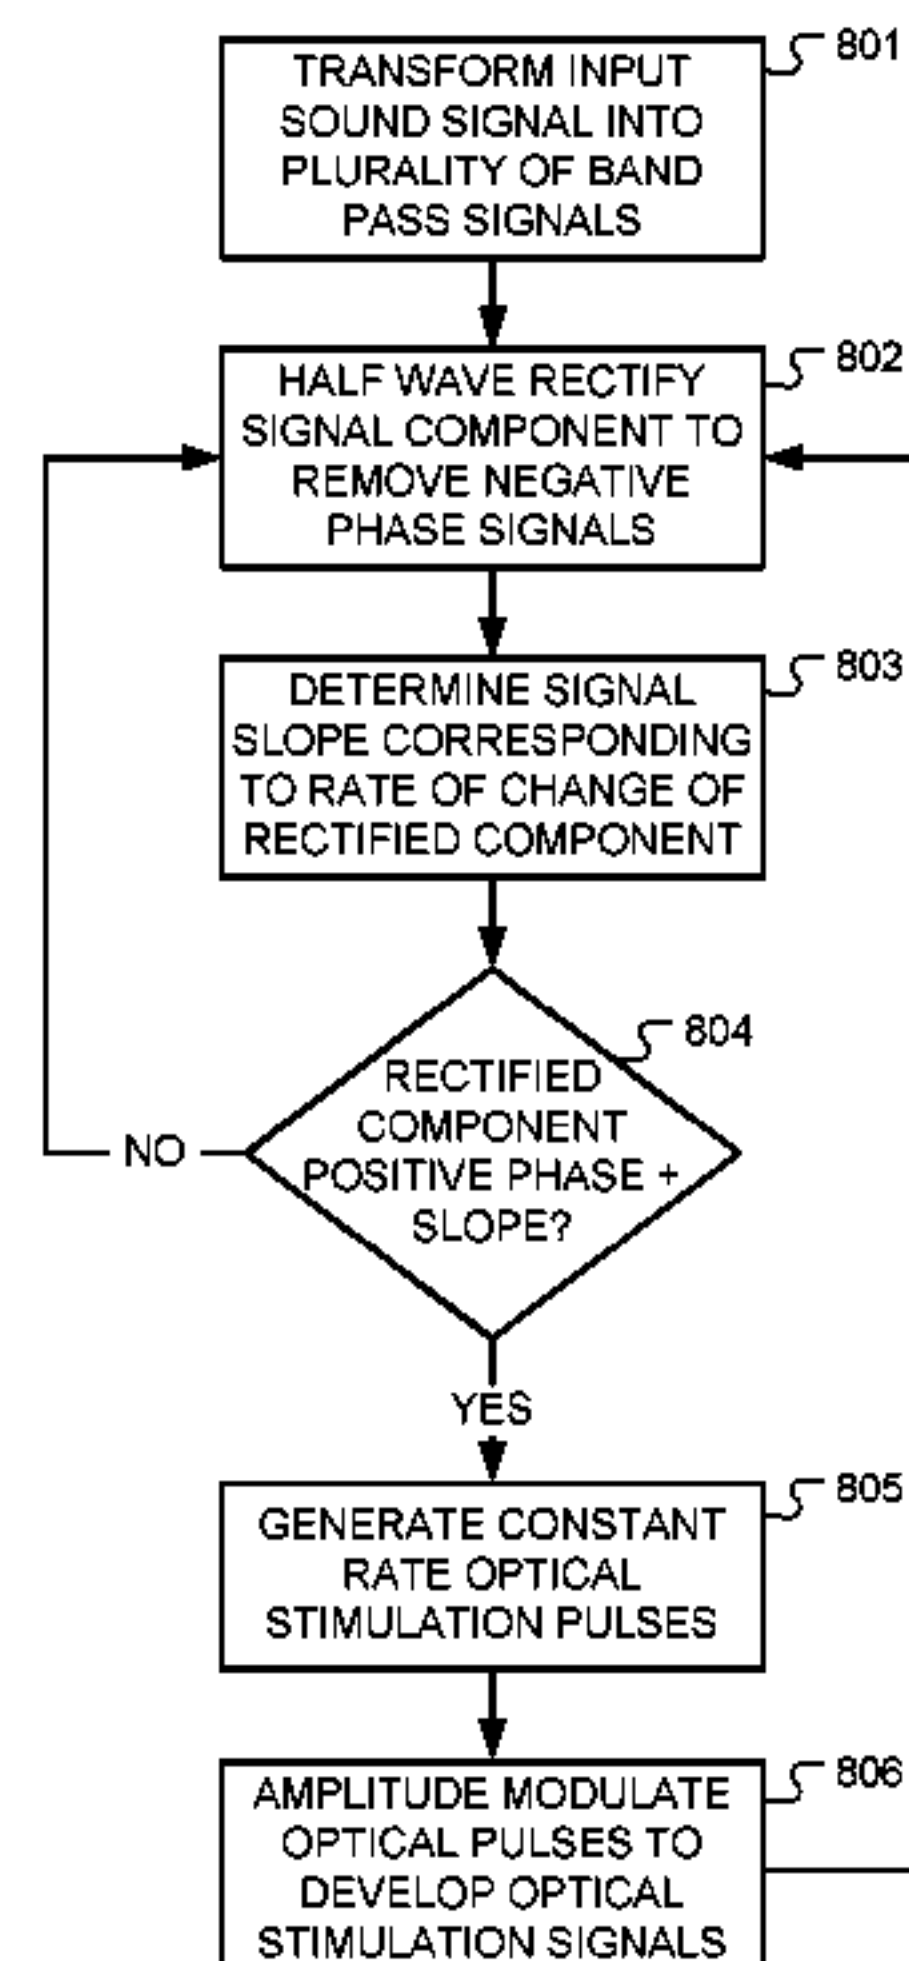 801
TRANSFORM INPUT
SOUND SIGNAL INTO
PLURALITY OF BAND
PASS SIGNALS
802
HALF WAVE RECTIFY
SIGNAL COMPONENT TO
REMOVE NEGATIVE
PHASE SIGNALS
803
DETERMINE SIGNAL
SLOPE CORRESPONDING
TO RATE OF CHANGE OF
RECTIFIED COMPONENT
804
RECTIFIED
COMPONENT
POSITIVE PHASE +
SLOPE?
NO
YES
805
GENERATE CONSTANT
RATE OPTICAL
STIMULATION PULSES
806
AMPLITUDE MODULATE
OPTICAL PULSES TO
DEVELOP OPTICAL
STIMULATION SIGNALS